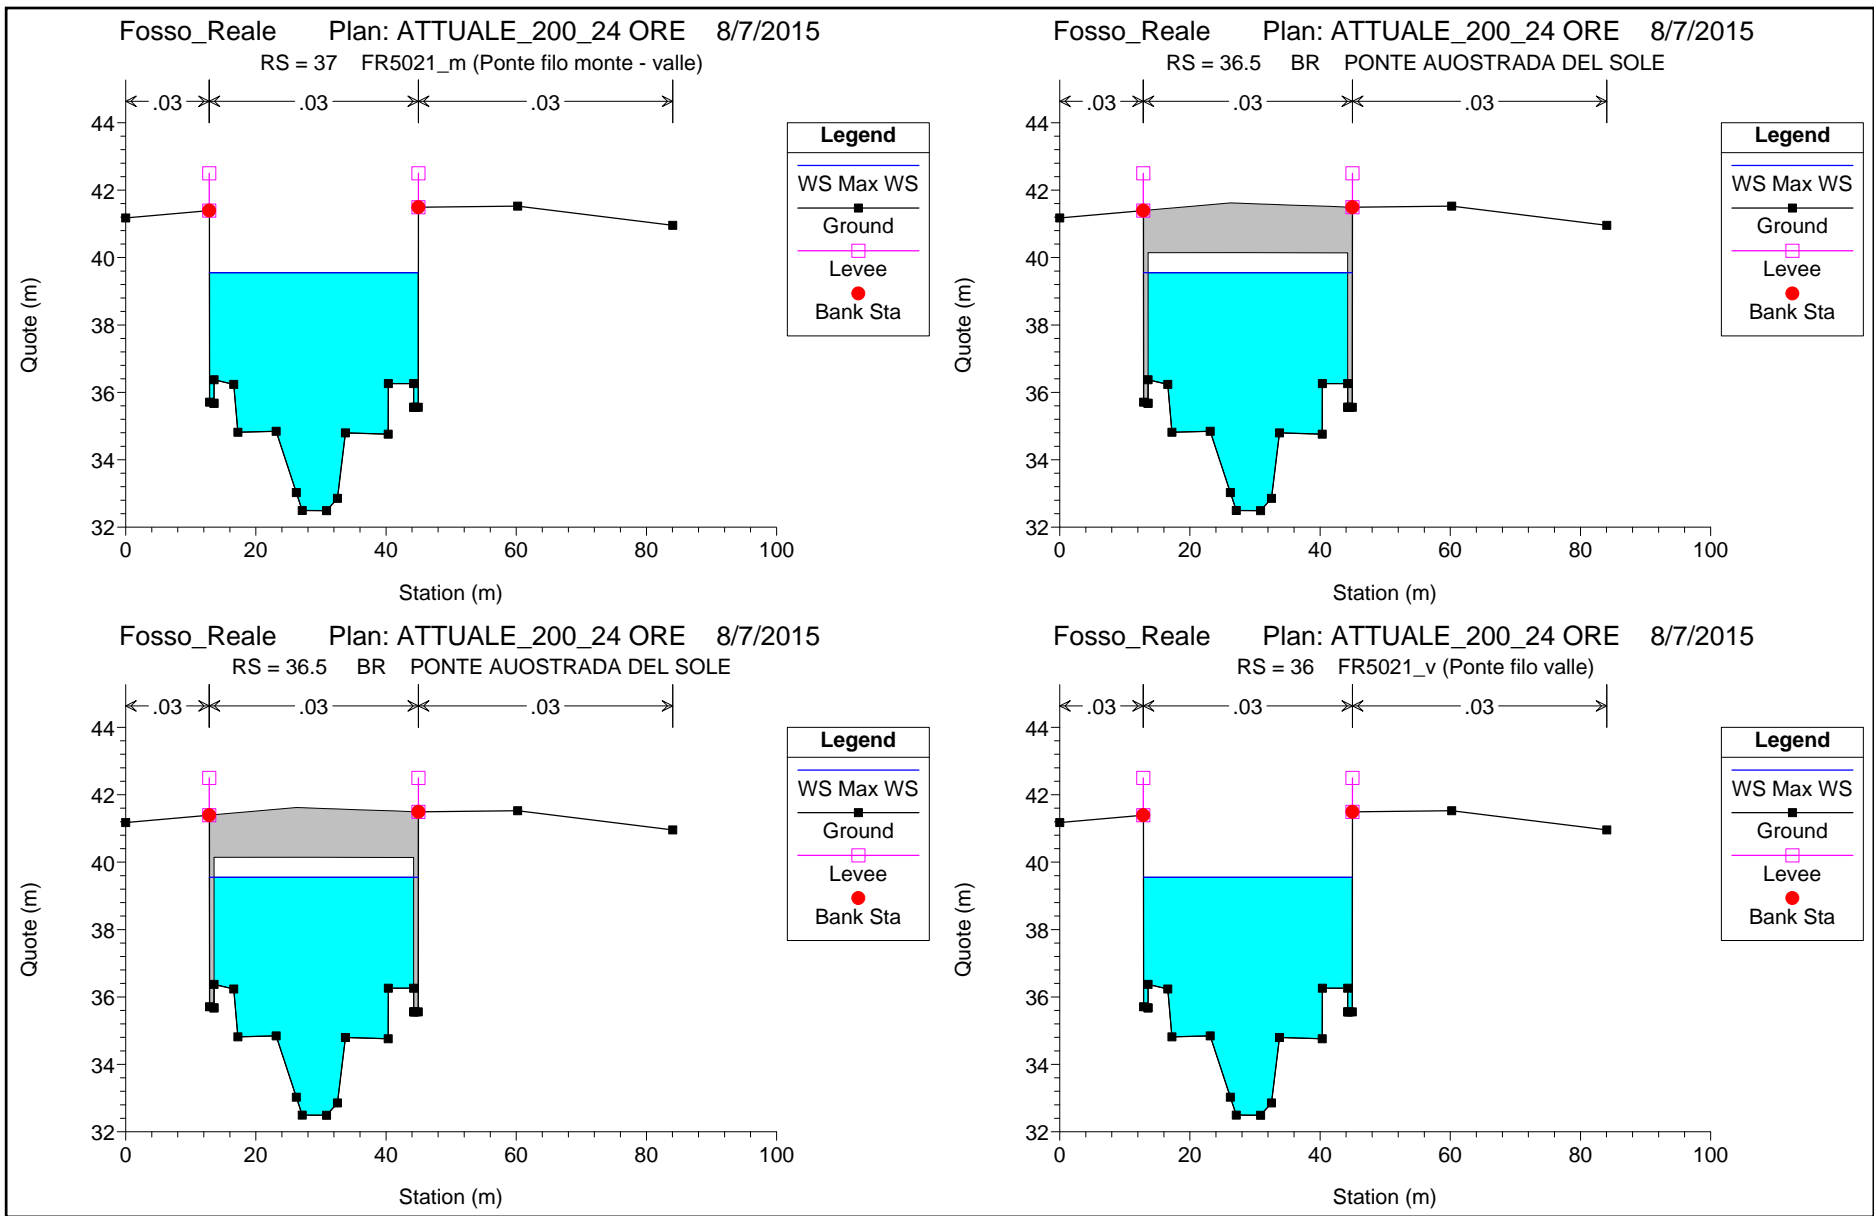 Fosso_Reale Plan: ATTUALE_200_24 ORE 8/7/2015
RS = 37 FR5021_m (Ponte filo monte - valle)
.03 .03 .03
44
42
40
38
36
34
32
0 20 40 60 80 100
Quote (m)
Station (m)
Legend
WS Max WS
Ground
Levee
Bank Sta
Fosso_Reale Plan: ATTUALE_200_24 ORE 8/7/2015
RS = 36.5 BR PONTE AUOSTRADA DEL SOLE
.03 .03 .03
44
42
40
38
36
34
32
0 20 40 60 80 100
Quote (m)
Station (m)
Legend
WS Max WS
Ground
Levee
Bank Sta
Fosso_Reale Plan: ATTUALE_200_24 ORE 8/7/2015
RS = 36.5 BR PONTE AUOSTRADA DEL SOLE
.03 .03 .03
44
42
40
38
36
34
32
0 20 40 60 80 100
Quote (m)
Station (m)
Legend
WS Max WS
Ground
Levee
Bank Sta
Fosso_Reale Plan: ATTUALE_200_24 ORE 8/7/2015
RS = 36 FR5021_v (Ponte filo valle)
.03 .03 .03
44
42
40
38
36
34
32
0 20 40 60 80 100
Quote (m)
Station (m)
Legend
WS Max WS
Ground
Levee
Bank Sta